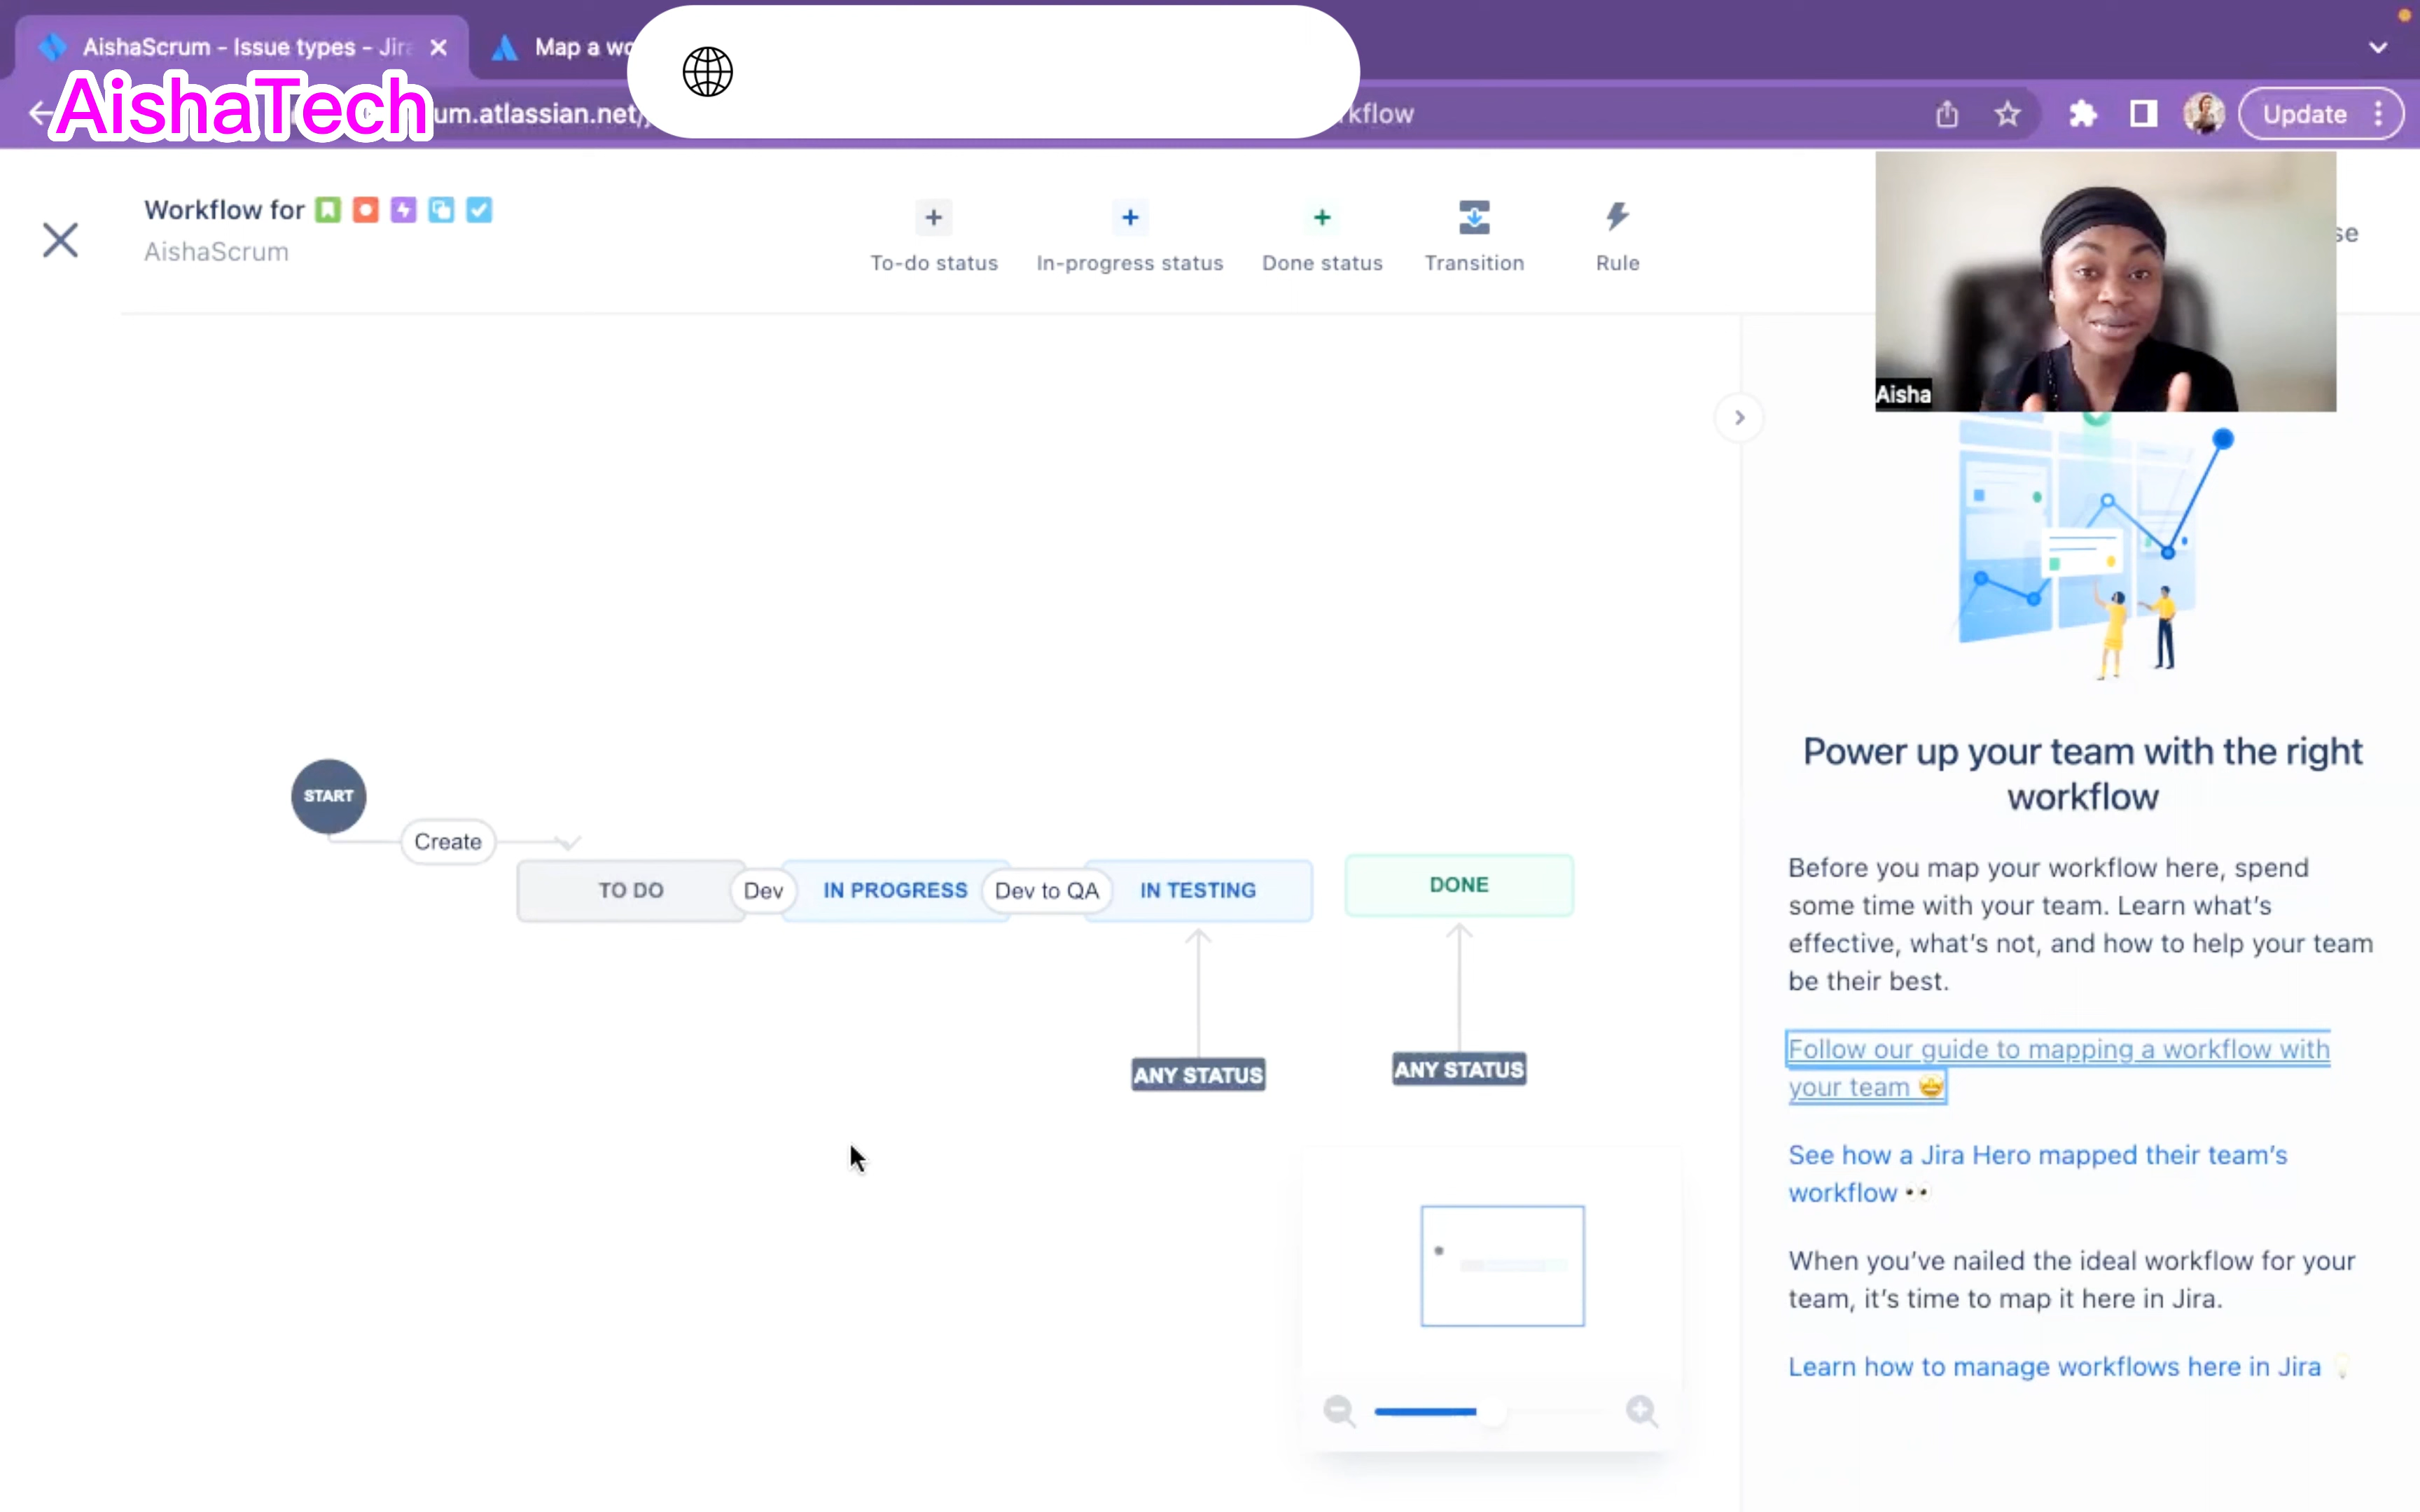 AishaScrum - Issue types - Jira
Map a wo
AishaTech
um.atlassian.net/
kflow
Update
Workflow for
AishaScrum
To-do status
In-progress status
Done status
Transition
Rule
se
Aisha
START
Create
TO DO
Dev
IN PROGRESS
Dev to QA
IN TESTING
DONE
ANY STATUS
ANY STATUS
Power up your team with the right
workflow
Before you map your workflow here, spend
some time with your team. Learn what's
effective, what's not, and how to help your team
be their best.
Follow our guide to mapping a workflow with
your team 🤩
See how a Jira Hero mapped their team's
workflow 👀
When you've nailed the ideal workflow for your
team, it's time to map it here in Jira.
Learn how to manage workflows here in Jira 💡